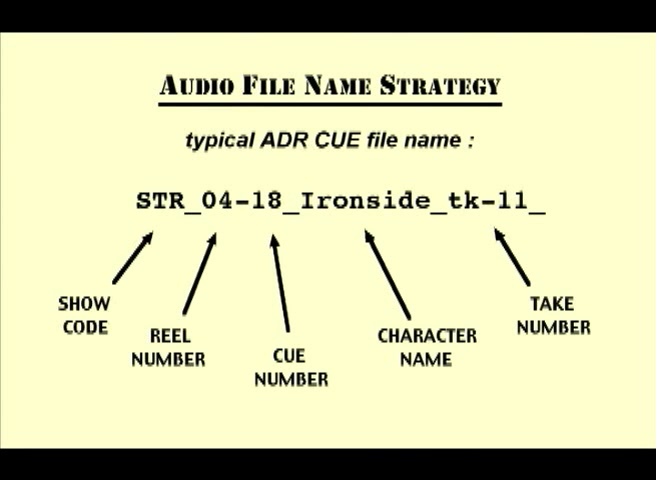 AUDIO FILE NAME STRATEGY
typical ADR CUE file name :
STR_04-18_Ironside_tk-11_
SHOW
CODE
REEL
NUMBER
CUE
NUMBER
CHARACTER
NAME
TAKE
NUMBER